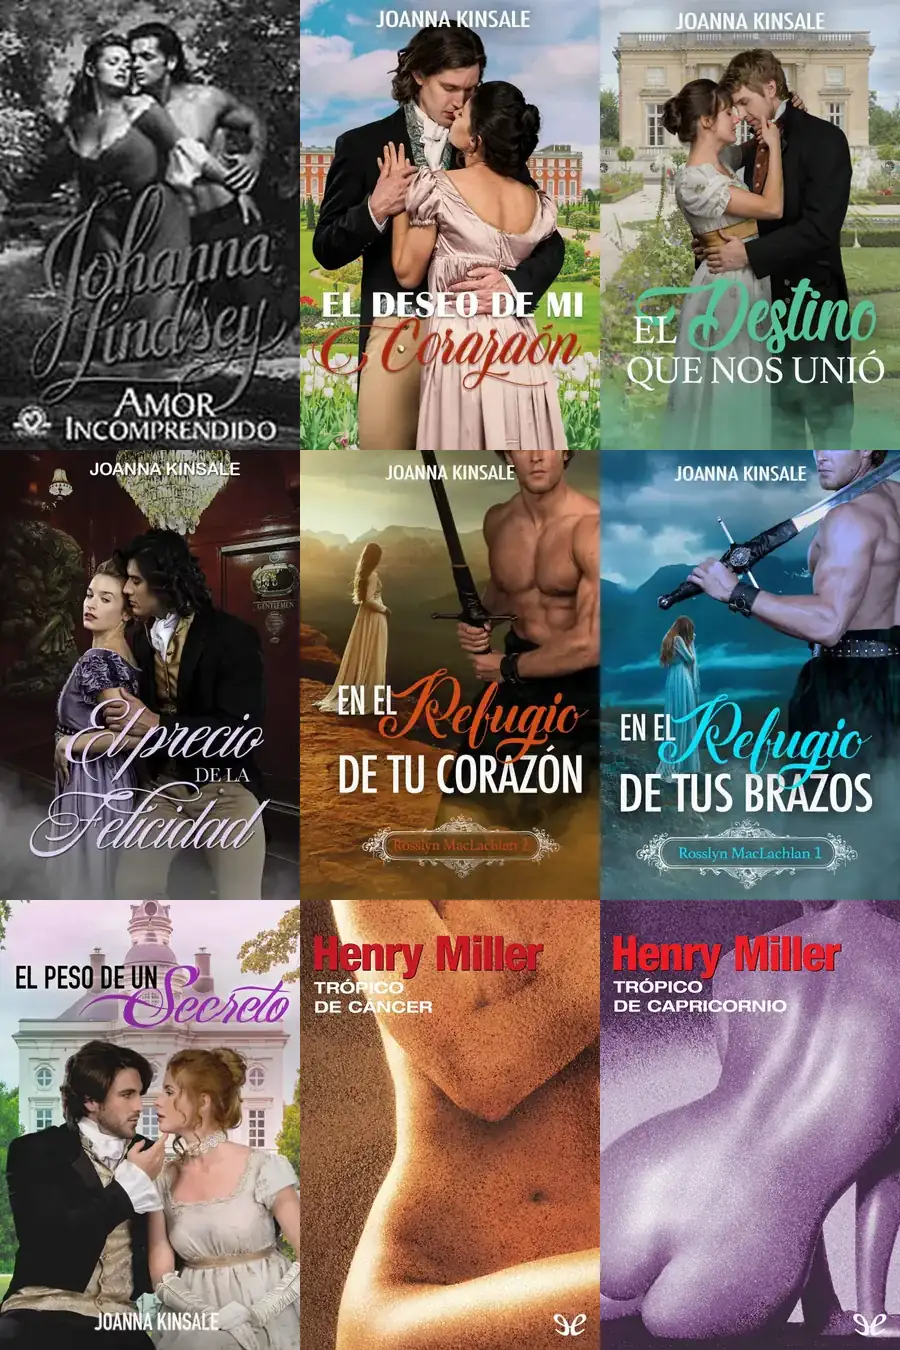 Johanna
Lindsey
AMOR
INCOMPRENDIDO
JOANNA KINSALE
EL DESEO DE MI
Corazaón
JOANNA KINSALE
EL Destino
QUE NOS UNIÓ
JOANNA KINSALE
GENTLEMEN
El precio
DE LA
Felicidad
JOANNA KINSALE
EN EL Refugio
DE TU CORAZÓN
Rosslyn MacLachlan 2
JOANNA KINSALE
EN EL Refugio
DE TUS BRAZOS
Rosslyn MacLachlan 1
EL PESO DE UN
Secreto
JOANNA KINSALE
Henry Miller
TRÓPICO
DE CÁNCER
Henry Miller
TRÓPICO
DE CAPRICORNIO